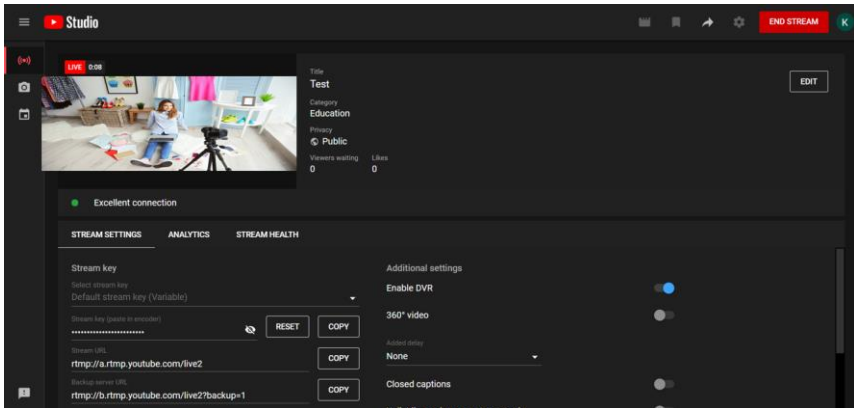 Studio
END STREAM
K
LIVE 0:08
Title
Test
EDIT
Category
Education
Privacy
Public
Viewers waiting Likes
0 0
Excellent connection
STREAM SETTINGS ANALYTICS STREAM HEALTH
Stream key
Select stream key
Default stream key (Variable)
Stream key (paste in encoder)
RESET COPY
Stream URL
rtmp://a.rtmp.youtube.com/live2
COPY
Backup server URL
rtmp://b.rtmp.youtube.com/live2?backup=1
COPY
Additional settings
Enable DVR
360° video
Added delay
None
Closed captions